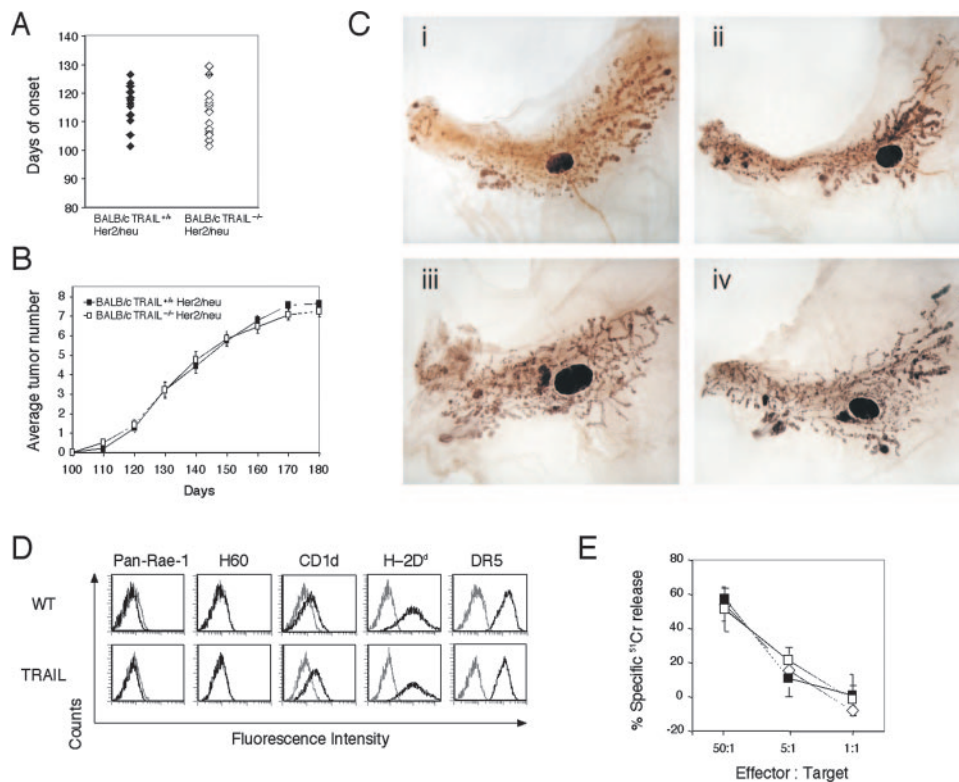 A
Days of onset
130
120
110
100
90
80
BALB/c TRAIL+/+
Her2/neu
BALB/c TRAIL−/−
Her2/neu
B
Average tumor number
8
7
6
5
4
3
2
1
0
BALB/c TRAIL+/+ Her2/neu
BALB/c TRAIL−/− Her2/neu
100 110 120 130 140 150 160 170 180
Days
C
i
ii
iii
iv
D
Pan-Rae-1 H60 CD1d H–2Dd DR5
WT
TRAIL
Counts
Fluorescence Intensity
E
% Specific 51Cr release
80
60
40
20
0
-20
50:1 5:1 1:1
Effector : Target